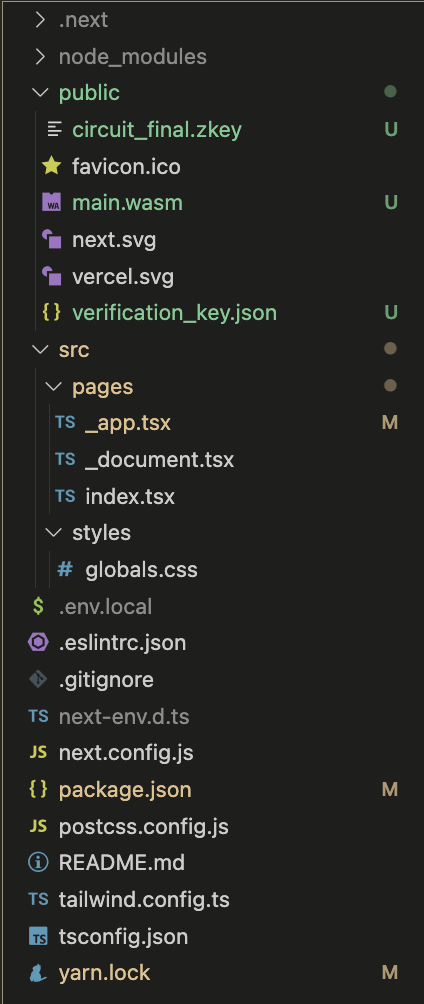 .next
node_modules
public
circuit_final.zkey U
favicon.ico
WA main.wasm U
next.svg
vercel.svg
{} verification_key.json U
src
pages
TS _app.tsx M
TS _document.tsx
TS index.tsx
styles
# globals.css
$ .env.local
.eslintrc.json
.gitignore
TS next-env.d.ts
JS next.config.js
{} package.json M
JS postcss.config.js
README.md
TS tailwind.config.ts
TS tsconfig.json
yarn.lock M